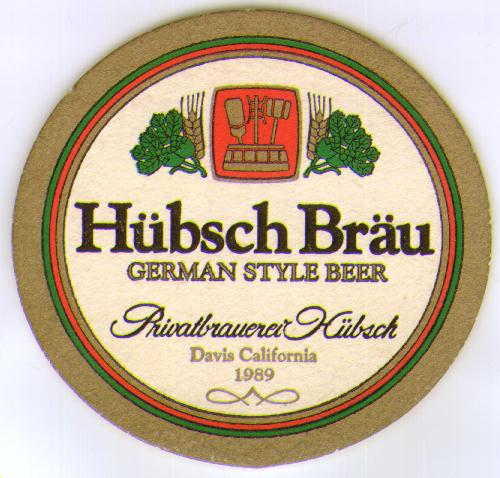 Hübsch Bräu
GERMAN STYLE BEER
Privatbrauerei Hübsch
Davis California
1989